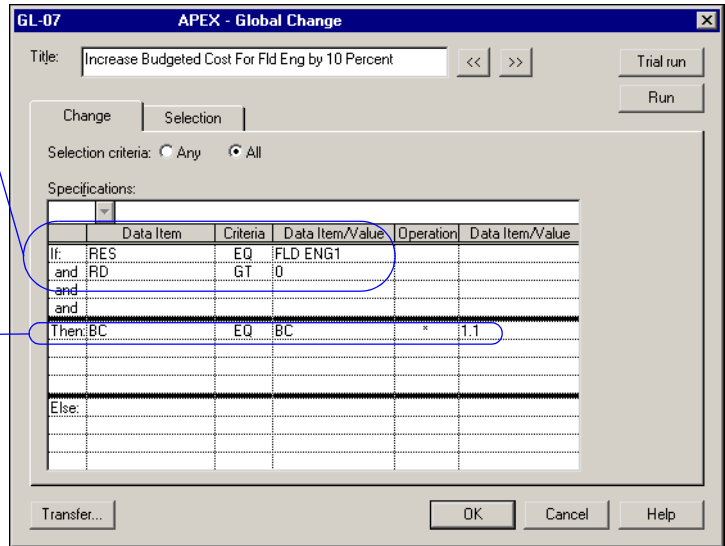 GL-07 APEX - Global Change
Title: Increase Budgeted Cost For Fld Eng by 10 Percent << >> Trial run
Run
Change Selection
Selection criteria: Any All
Specifications:
Data Item Criteria Data Item/Value Operation Data Item/Value
If: RES EQ FLD ENG1
and RD GT 0
and
and
Then: BC EQ BC * 1.1
Else:
Transfer... OK Cancel Help